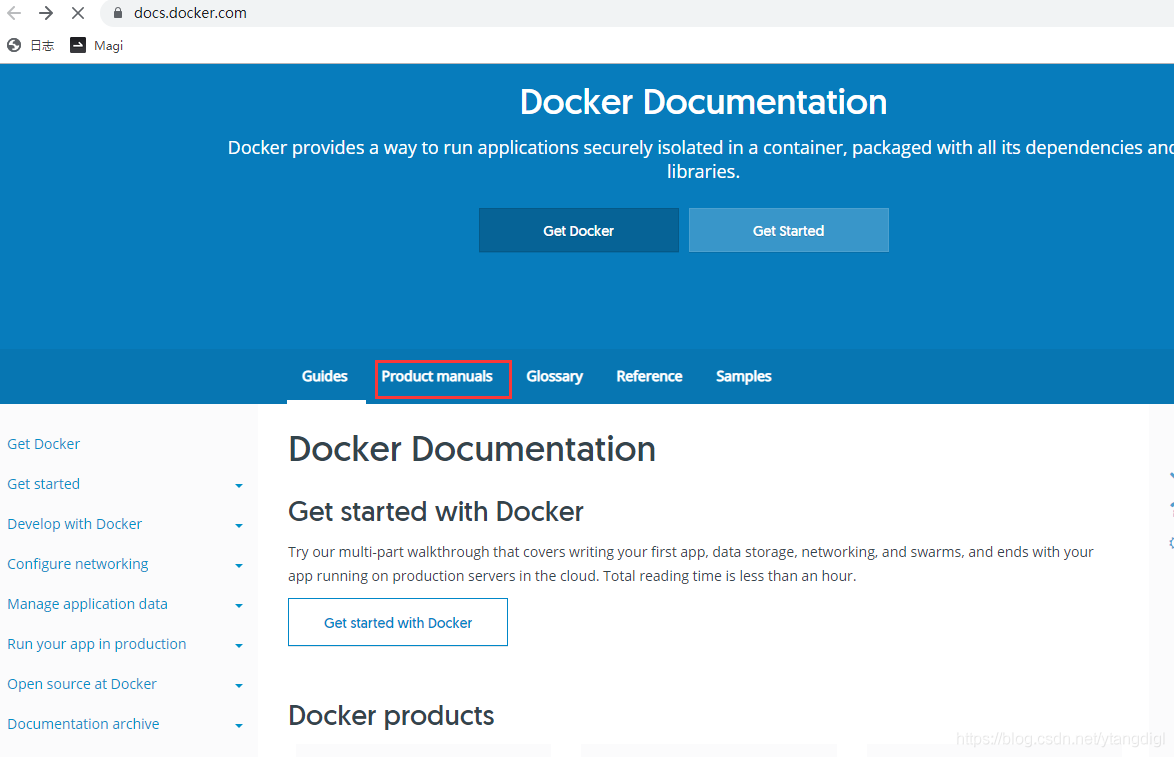 docs.docker.com
日志 Magi
Docker Documentation
Docker provides a way to run applications securely isolated in a container, packaged with all its dependencies and
libraries.
Get Docker Get Started
Guides Product manuals Glossary Reference Samples
Get Docker
Get started
Develop with Docker
Configure networking
Manage application data
Run your app in production
Open source at Docker
Documentation archive
Docker Documentation
Get started with Docker
Try our multi-part walkthrough that covers writing your first app, data storage, networking, and swarms, and ends with your
app running on production servers in the cloud. Total reading time is less than an hour.
Get started with Docker
Docker products
https://blog.csdn.net/ytangdigl